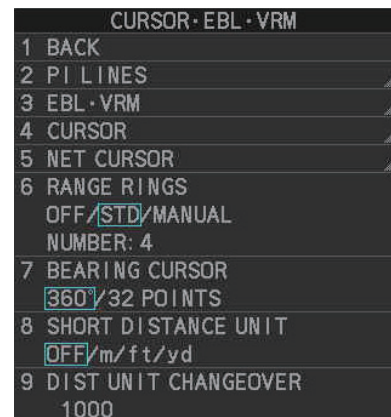 CURSOR・EBL・VRM
1 BACK
2 PI LINES
3 EBL・VRM
4 CURSOR
5 NET CURSOR
6 RANGE RINGS
OFF/STD/MANUAL
NUMBER: 4
7 BEARING CURSOR
360°/32 POINTS
8 SHORT DISTANCE UNIT
OFF/m/ft/yd
9 DIST UNIT CHANGEOVER
1000